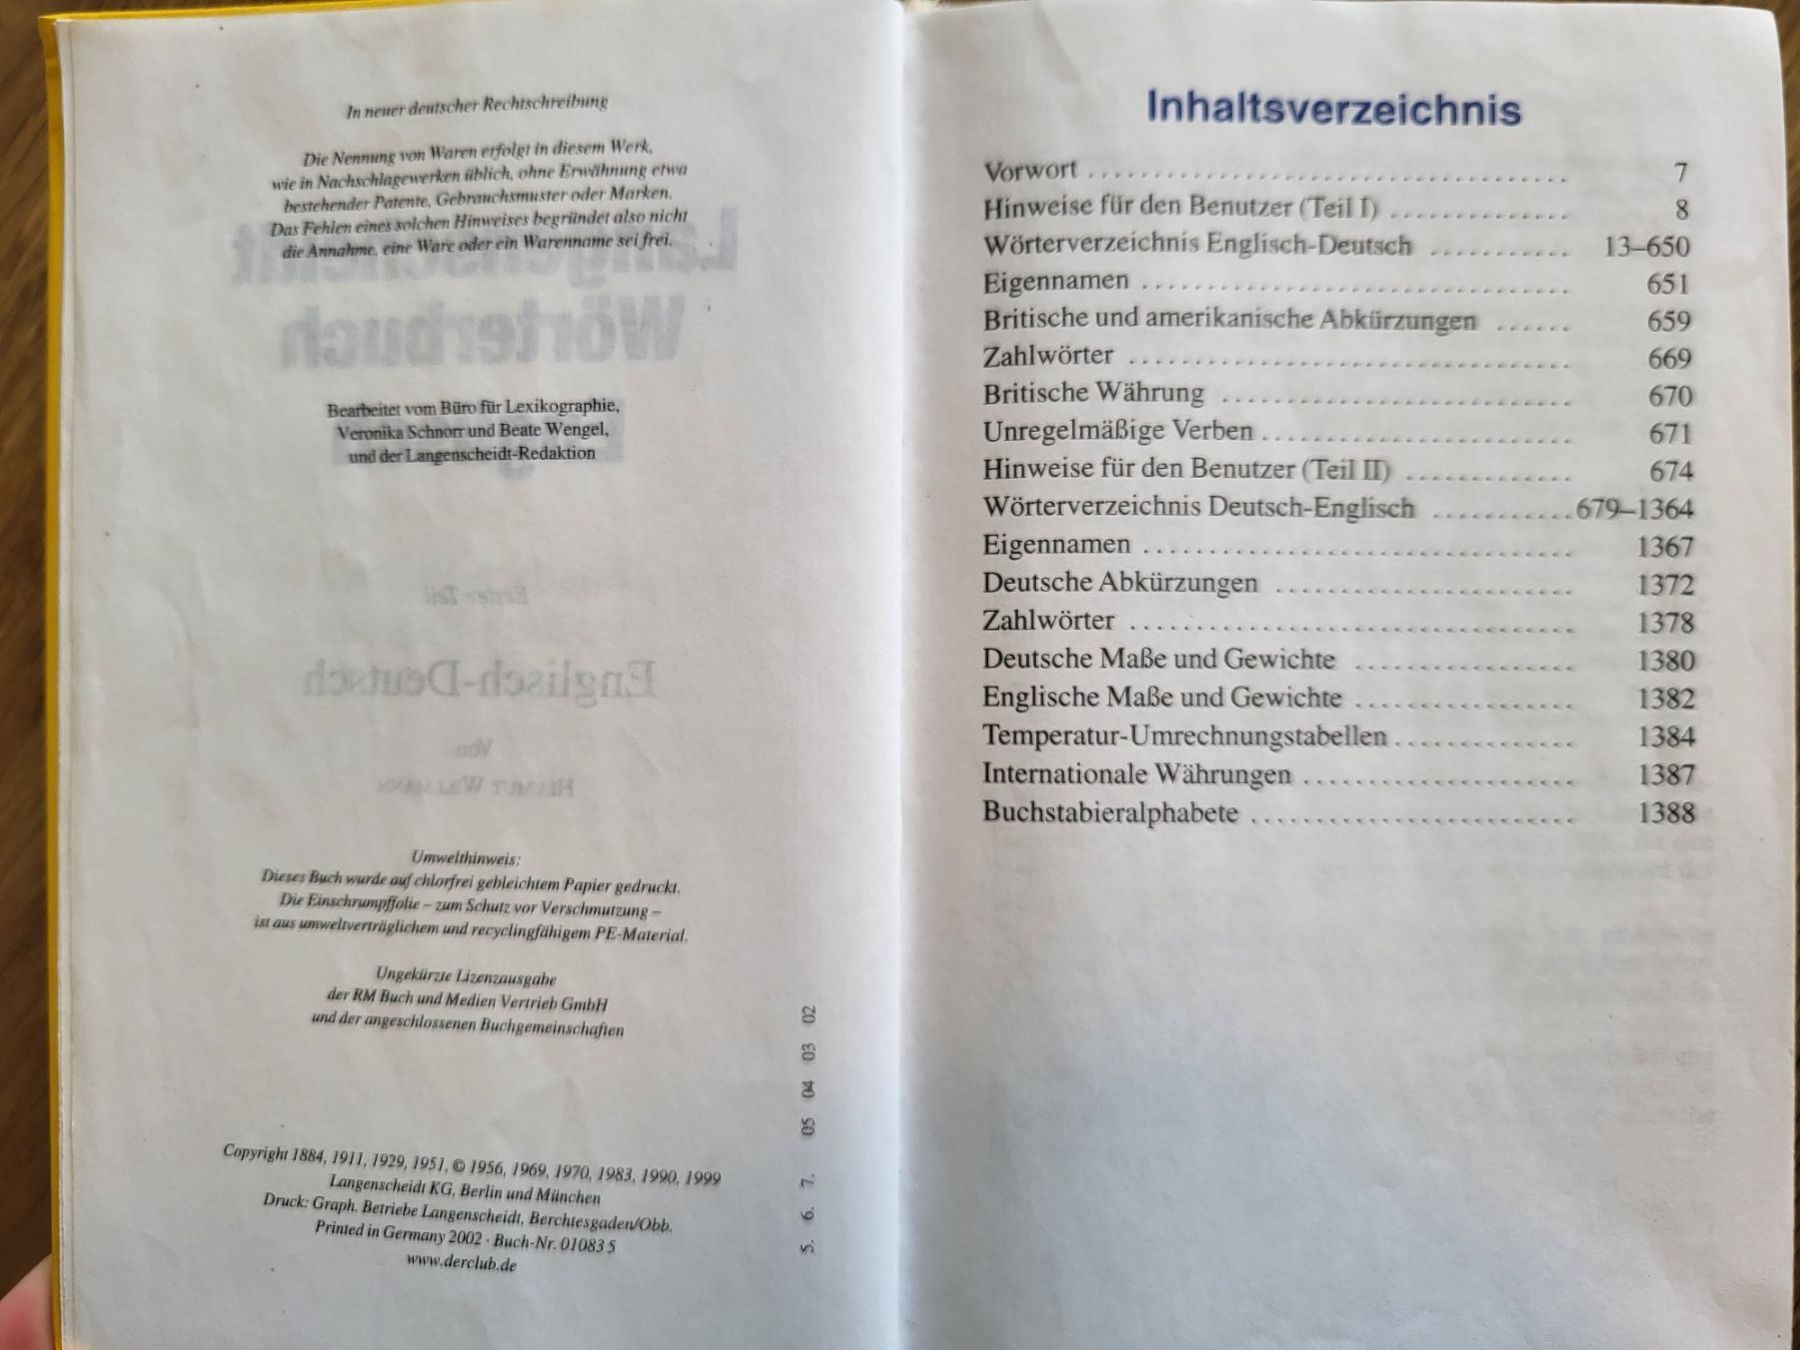 In neuer deutscher Rechtschreibung
Die Nennung von Waren erfolgt in diesem Werk,
wie in Nachschlagewerken üblich, ohne Erwähnung etwa
bestehender Patente, Gebrauchsmuster oder Marken.
Das Fehlen eines solchen Hinweises begründet also nicht
die Annahme, eine Ware oder ein Warenname sei frei.
Bearbeitet vom Büro für Lexikographie,
Veronika Schnorr und Beate Wengel,
und der Langenscheidt-Redaktion
Erster Teil
Englisch-Deutsch
Von
HELMUT WILLMANN
Umwelthinweis:
Dieses Buch wurde auf chlorfrei gebleichtem Papier gedruckt.
Die Einschrumpffolie – zum Schutz vor Verschmutzung –
ist aus umweltverträglichem und recyclingfähigem PE-Material.
Ungekürzte Lizenzausgabe
der RM Buch und Medien Vertrieb GmbH
und der angeschlossenen Buchgemeinschaften
Copyright 1884, 1911, 1929, 1951, © 1956, 1969, 1970, 1983, 1990, 1999
Langenscheidt KG, Berlin und München
Druck: Graph. Betriebe Langenscheidt, Berchtesgaden/Obb.
Printed in Germany 2002 · Buch-Nr. 01083 5
www.derclub.de
5. 6. 7. 05 04 03 02
Inhaltsverzeichnis
Vorwort 7
Hinweise für den Benutzer (Teil I) 8
Wörterverzeichnis Englisch-Deutsch 13–650
Eigennamen 651
Britische und amerikanische Abkürzungen 659
Zahlwörter 669
Britische Währung 670
Unregelmäßige Verben 671
Hinweise für den Benutzer (Teil II) 674
Wörterverzeichnis Deutsch-Englisch 679–1364
Eigennamen 1367
Deutsche Abkürzungen 1372
Zahlwörter 1378
Deutsche Maße und Gewichte 1380
Englische Maße und Gewichte 1382
Temperatur-Umrechnungstabellen 1384
Internationale Währungen 1387
Buchstabieralphabete 1388